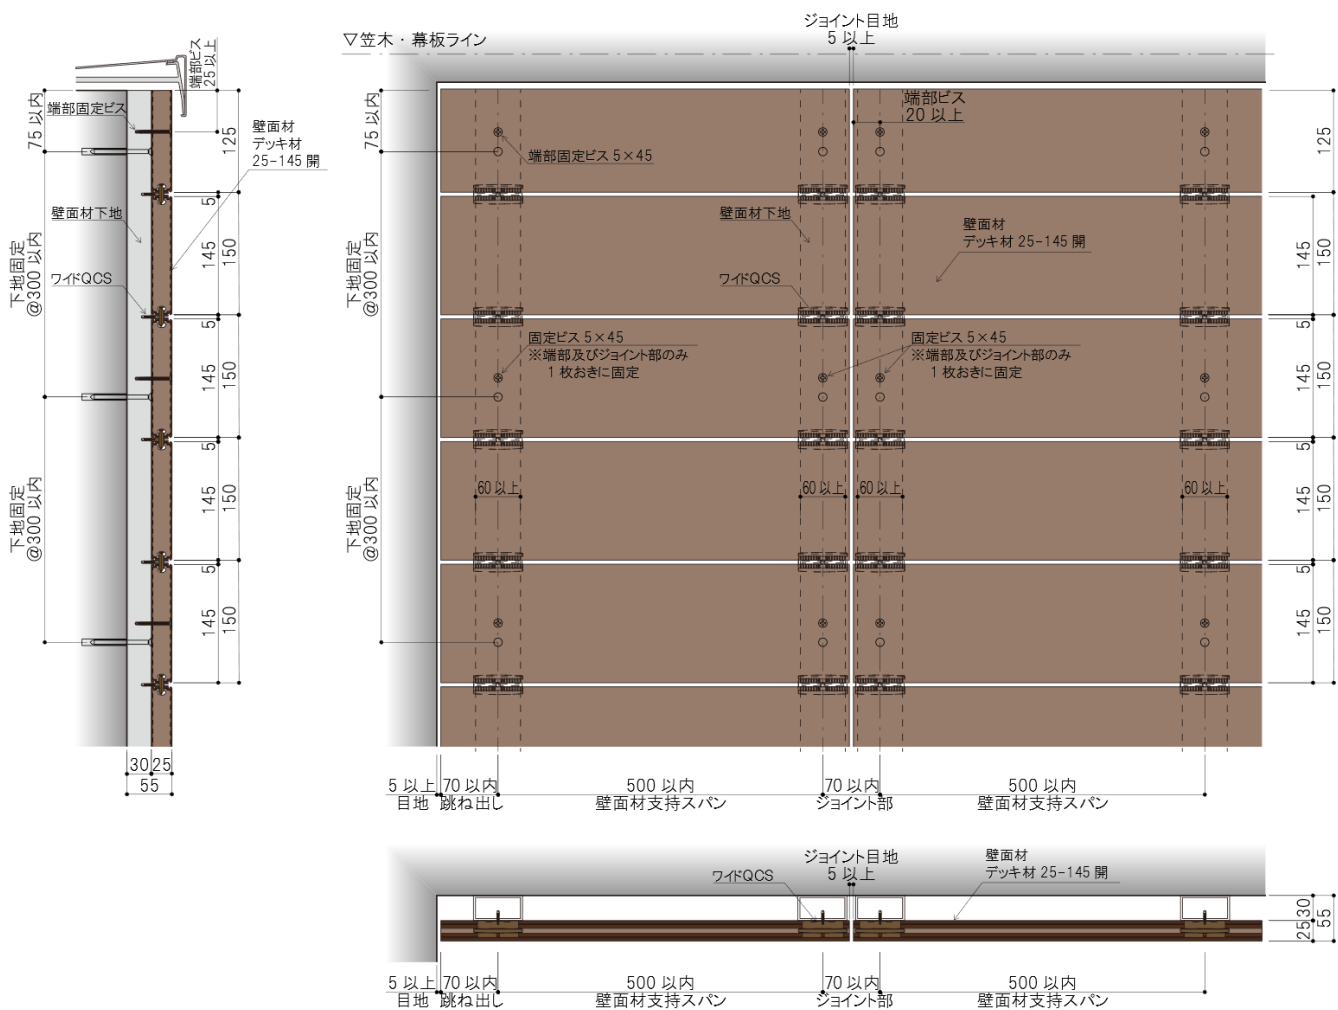 ジョイント目地
5 以上
▽笠木・幕板ライン
端部ビス
25 以上
75 以内
端部固定ビス
壁面材
デッキ材
25-145 開
125
5
145
150
壁面材下地
下地固定
@300 以内
ワイドQCS
5
145
150
5
145
150
下地固定
@300 以内
5
145
150
30
25
55
75 以内
端部ビス
20 以上
端部固定ビス 5×45
125
壁面材下地
壁面材
デッキ材 25-145 開
145
150
下地固定
@300 以内
ワイドQCS
5
固定ビス 5×45
※端部及びジョイント部のみ
1 枚おきに固定
固定ビス 5×45
※端部及びジョイント部のみ
1 枚おきに固定
145
150
5
下地固定
@300 以内
60 以上
60 以上
60 以上
60 以上
145
150
5
145
150
5 以上
目地
70 以内
跳ね出し
500 以内
壁面材支持スパン
70 以内
ジョイント部
500 以内
壁面材支持スパン
ジョイント目地
5 以上
ワイドQCS
壁面材
デッキ材 25-145 開
30
25
55
5 以上
目地
70 以内
跳ね出し
500 以内
壁面材支持スパン
70 以内
ジョイント部
500 以内
壁面材支持スパン